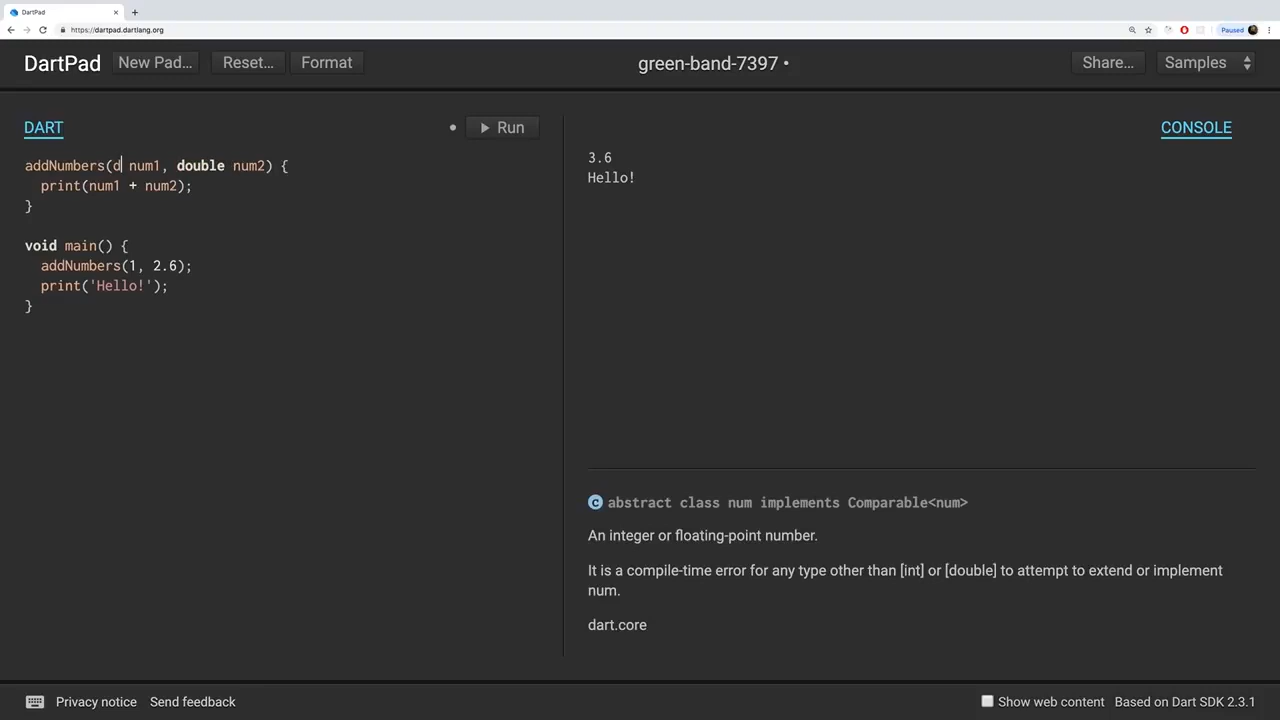 DartPad
https://dartpad.dartlang.org
Paused
DartPad
New Pad...
Reset...
Format
green-band-7397 •
Share...
Samples
DART
Run
CONSOLE
addNumbers(d num1, double num2) {
  print(num1 + num2);
}
void main() {
  addNumbers(1, 2.6);
  print('Hello!');
}
3.6
Hello!
C abstract class num implements Comparable<num>
An integer or floating-point number.
It is a compile-time error for any type other than [int] or [double] to attempt to extend or implement
num.
dart.core
Privacy notice
Send feedback
Show web content
Based on Dart SDK 2.3.1